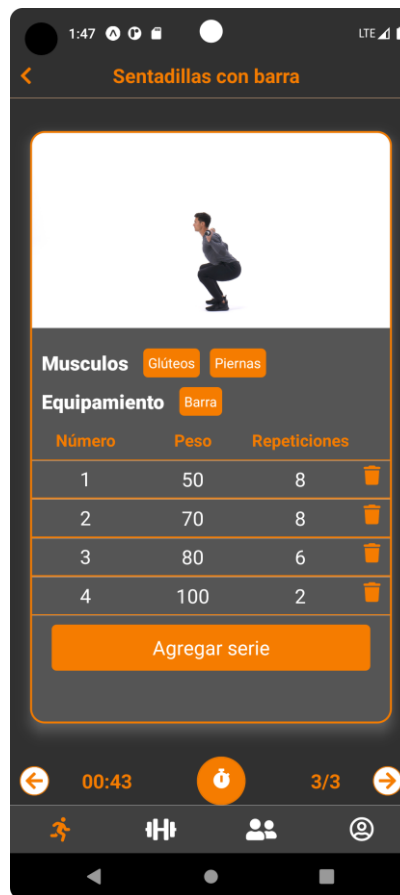 1:47 LTE
Sentadillas con barra
Musculos Glúteos Piernas
Equipamiento Barra
Número Peso Repeticiones
1 50 8
2 70 8
3 80 6
4 100 2
Agregar serie
00:43 3/3